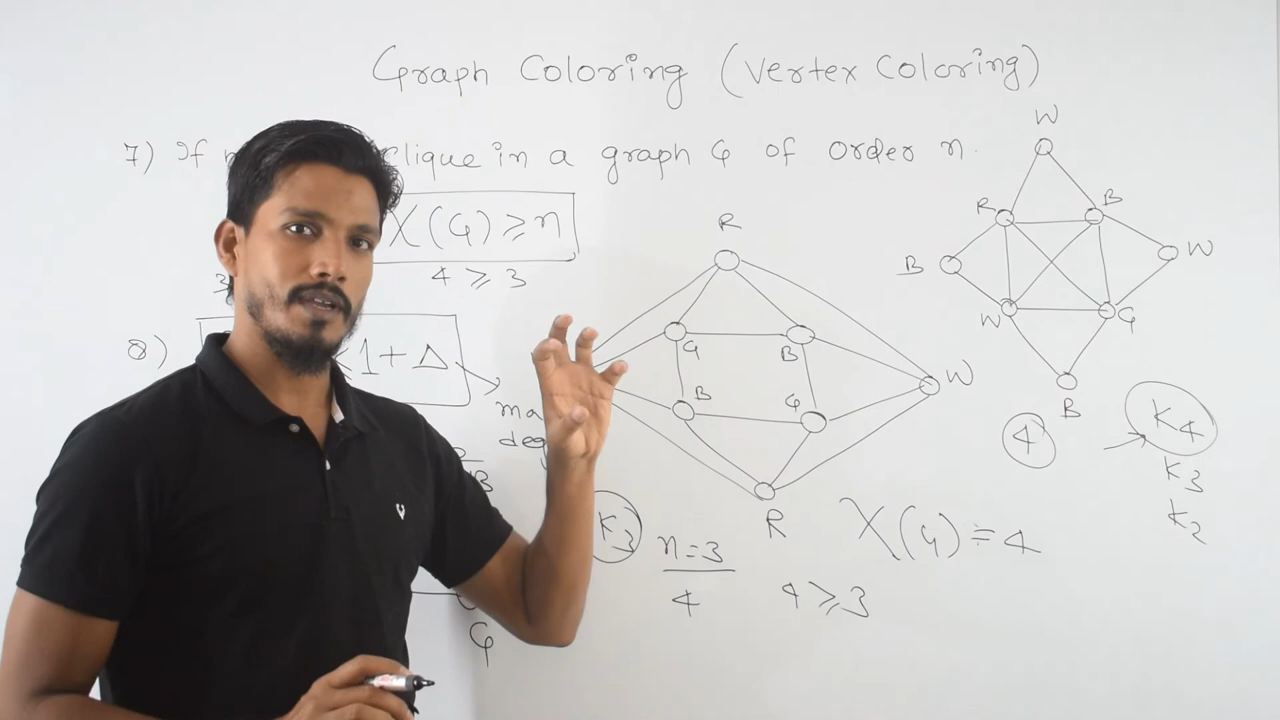 Graph Coloring (Vertex Coloring)
7) If clique in a graph G of order n.
χ(G) ≥ n
4 ≥ 3
8) 1 + Δ
R
G
B
B
G
W
R
K3
n=3
4
4 ≥ 3
χ(G) = 4
W
R
B
B
W
W
G
B
4
K4
K3
K2
G